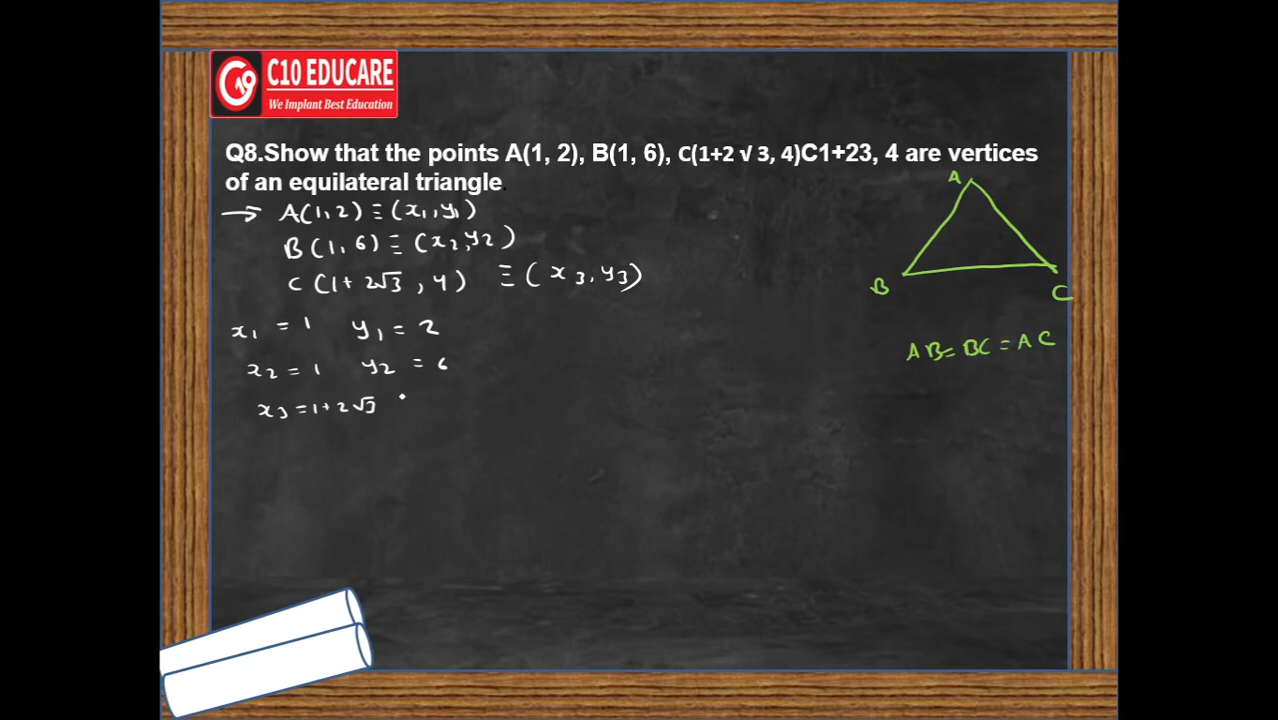 C10 EDUCARE
We Implant Best Education
Q8.Show that the points A(1, 2), B(1, 6), C(1+2 √ 3, 4)C1+23, 4 are vertices
of an equilateral triangle.
→ A(1,2) ≡ (x₁,y₁)
B(1,6) ≡ (x₂,y₂)
C(1+2√3, 4) ≡ (x₃,y₃)
x₁ = 1 y₁ = 2
x₂ = 1 y₂ = 6
x₃ = 1+2√3
A
B
C
AB = BC = AC